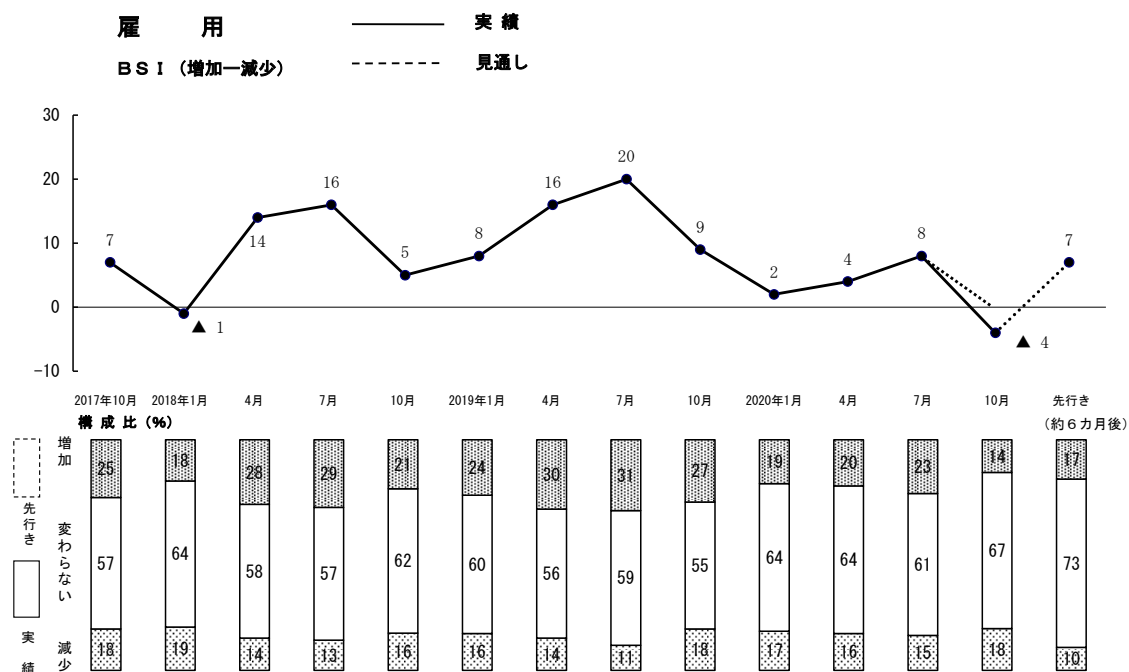 雇　用
実 績
ＢＳＩ（増加―減少）
見通し
30
20
10
0
−10
7
▲ 1
14
16
5
8
16
20
9
2
4
8
▲ 4
7
2017年10月 2018年1月 4月 7月 10月 2019年1月 4月 7月 10月 2020年1月 4月 7月 10月 先行き
構 成 比（%）
（約６カ月後）
増加
25 18 28 29 21 24 30 31 27 19 20 23 14 17
先行き
変わらない
57 64 58 57 62 60 56 59 55 64 64 61 67 73
実績
減少
18 19 14 13 16 16 14 11 18 17 16 15 18 10